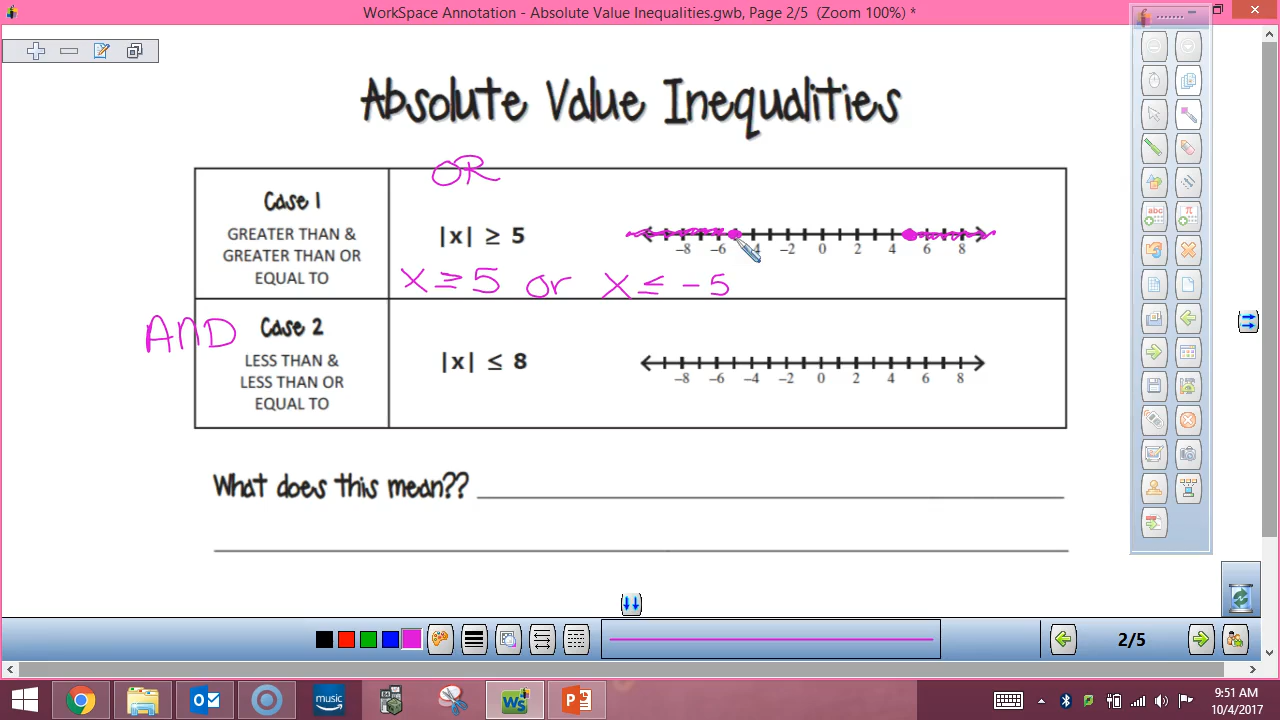 WorkSpace Annotation - Absolute Value Inequalities.gwb, Page 2/5 (Zoom 100%) *
Absolute Value Inequalities
OR
Case 1
GREATER THAN &
GREATER THAN OR
EQUAL TO
|x| ≥ 5
–8 –6 –4 –2 0 2 4 6 8
x ≥ 5 or x ≤ -5
AND
Case 2
LESS THAN &
LESS THAN OR
EQUAL TO
|x| ≤ 8
–8 –6 –4 –2 0 2 4 6 8
What does this mean??
abc
π
2/5
music
WS
9:51 AM
10/4/2017